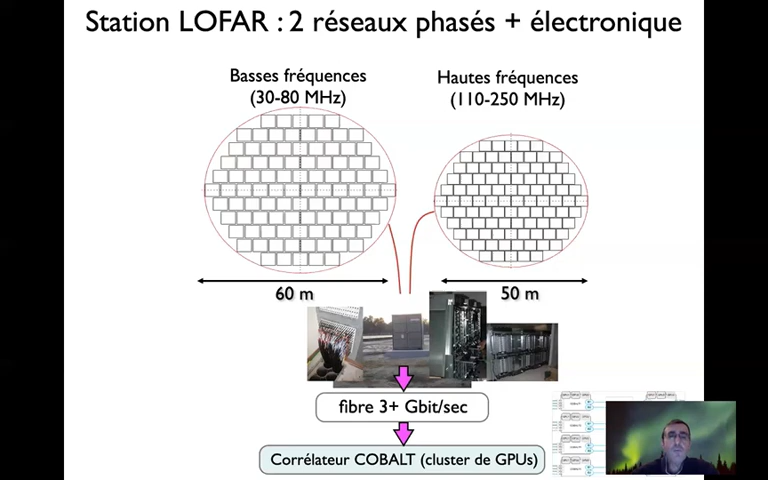 Station LOFAR : 2 réseaux phasés + électronique
Basses fréquences
(30-80 MHz)
Hautes fréquences
(110-250 MHz)
60 m
50 m
fibre 3+ Gbit/sec
Corrélateur COBALT (cluster de GPUs)